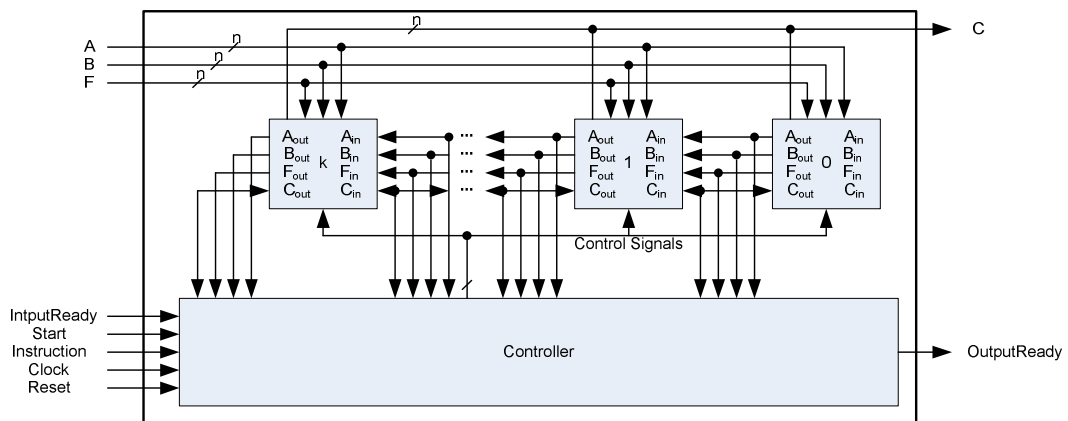 n
C
A
n
B
n
F
n
Aout Ain
Bout k Bin
Fout Fin
Cout Cin
...
...
...
...
Aout Ain
Bout 1 Bin
Fout Fin
Cout Cin
Aout Ain
Bout 0 Bin
Fout Fin
Cout Cin
Control Signals
IntputReady
Start
Instruction
Clock
Reset
Controller
OutputReady